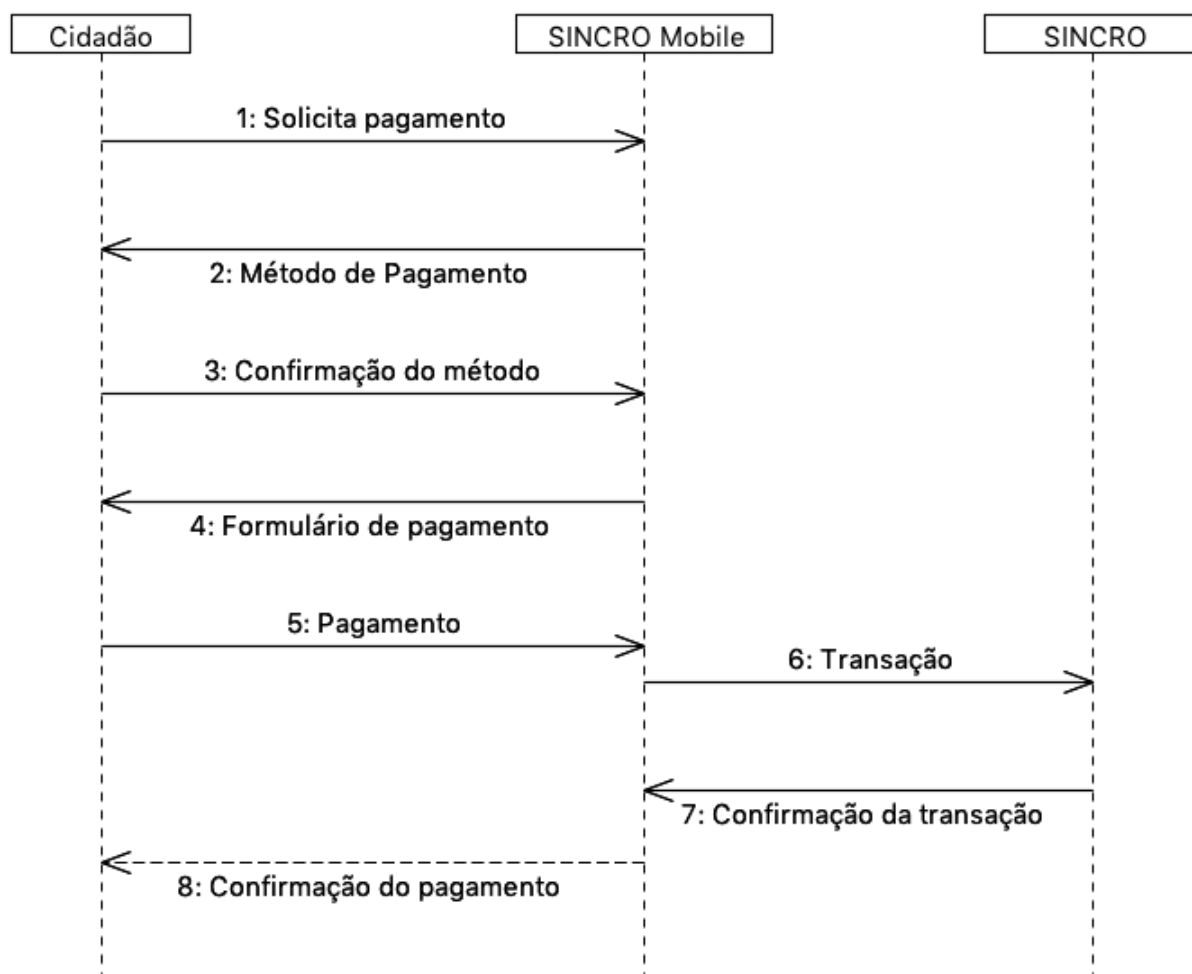 Cidadão
SINCRO Mobile
SINCRO
1: Solicita pagamento
2: Método de Pagamento
3: Confirmação do método
4: Formulário de pagamento
5: Pagamento
6: Transação
7: Confirmação da transação
8: Confirmação do pagamento